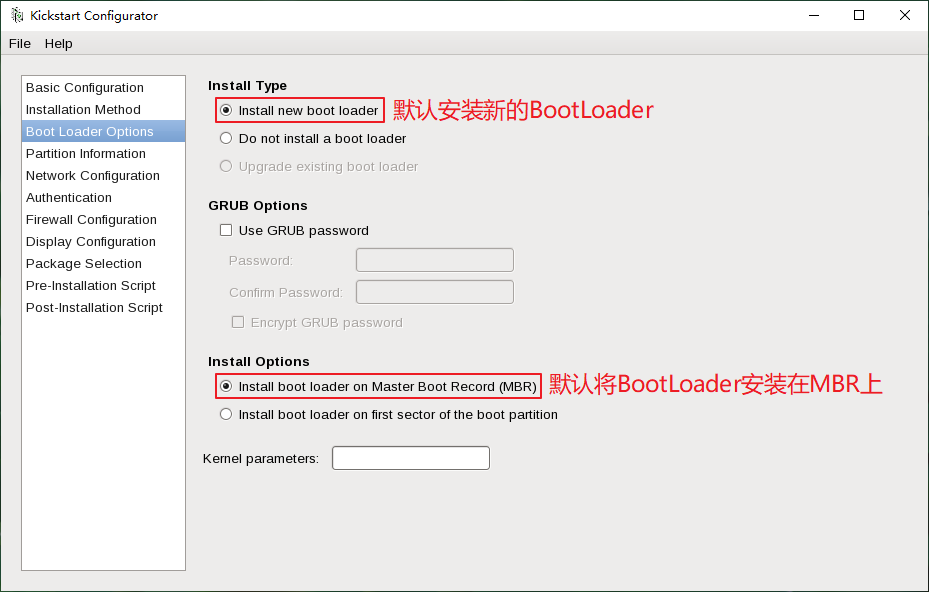 Kickstart Configurator
File Help
Basic Configuration
Installation Method
Boot Loader Options
Partition Information
Network Configuration
Authentication
Firewall Configuration
Display Configuration
Package Selection
Pre-Installation Script
Post-Installation Script
Install Type
Install new boot loader 默认安装新的BootLoader
Do not install a boot loader
Upgrade existing boot loader
GRUB Options
Use GRUB password
Password:
Confirm Password:
Encrypt GRUB password
Install Options
Install boot loader on Master Boot Record (MBR) 默认将BootLoader安装在MBR上
Install boot loader on first sector of the boot partition
Kernel parameters: